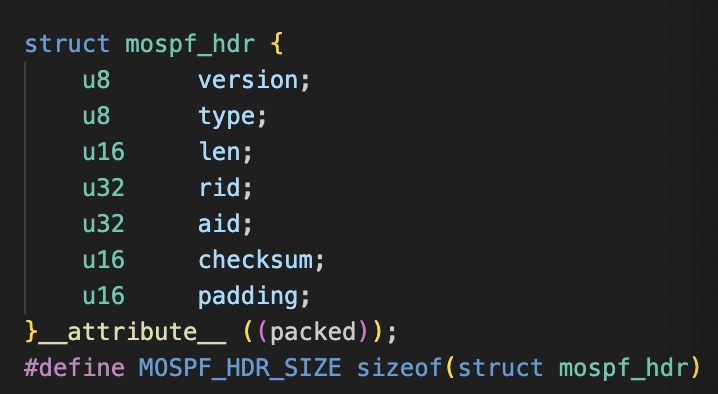 struct mospf_hdr {
    u8      version;
    u8      type;
    u16     len;
    u32     rid;
    u32     aid;
    u16     checksum;
    u16     padding;
}__attribute__ ((packed));
#define MOSPF_HDR_SIZE sizeof(struct mospf_hdr)